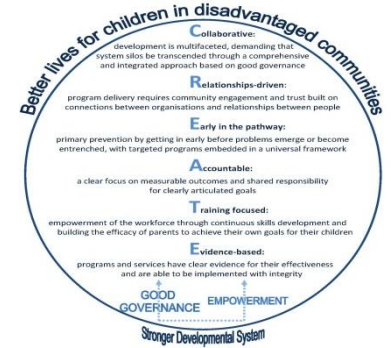 Better lives for children in disadvantaged communities
Collaborative:
development is multifaceted, demanding that
system silos be transcended through a comprehensive
and integrated approach based on good governance
Relationships-driven:
program delivery requires community engagement and trust built on
connections between organisations and relationships between people
Early in the pathway:
primary prevention by getting in early before problems emerge or become
entrenched, with targeted programs embedded in a universal framework
Accountable:
a clear focus on measurable outcomes and shared responsibility
for clearly articulated goals
Training focused:
empowerment of the workforce through continuous skills development and
building the efficacy of parents to achieve their own goals for their children
Evidence-based:
programs and services have clear evidence for their effectiveness
and are able to be implemented with integrity
GOOD
GOVERNANCE
EMPOWERMENT
Stronger Developmental System